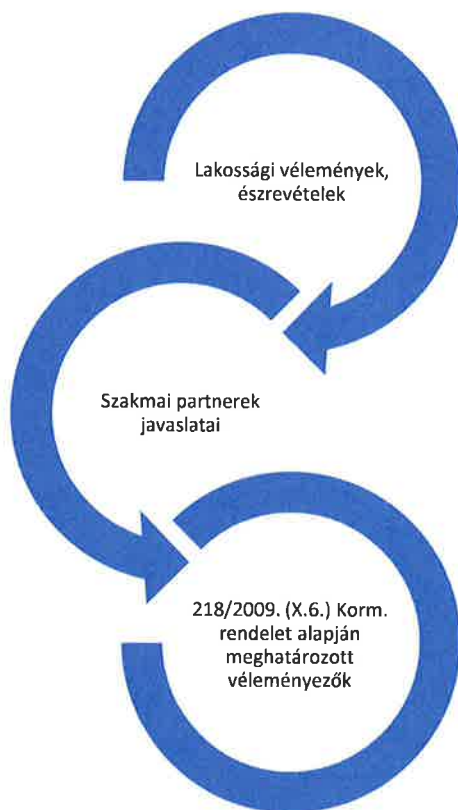 Lakossági vélemények,
észrevételek
Szakmai partnerek
javaslatai
218/2009. (X.6.) Korm.
rendelet alapján
meghatározott
véleményezők